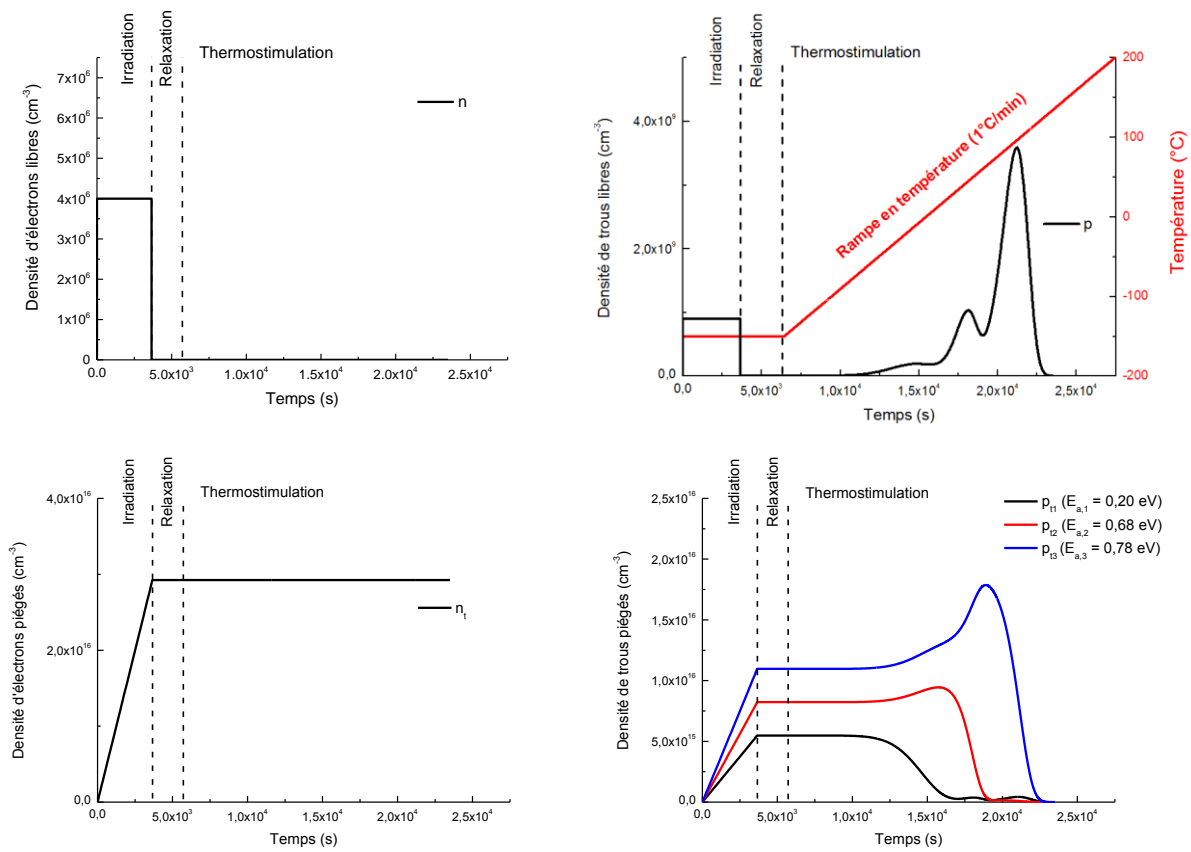 Irradiation
Relaxation
Thermostimulation
Densité d'électrons libres (cm⁻³)
7x10⁶
6x10⁶
5x10⁶
4x10⁶
3x10⁶
2x10⁶
1x10⁶
0
n
0,0
5,0x10³
1,0x10⁴
1,5x10⁴
2,0x10⁴
2,5x10⁴
Temps (s)
Irradiation
Relaxation
Thermostimulation
Densité de trous libres (cm⁻³)
4,0x10⁹
2,0x10⁹
0,0
Rampe en température (1°C/min)
p
200
100
0
-100
-200
Température (°C)
0,0
5,0x10³
1,0x10⁴
1,5x10⁴
2,0x10⁴
2,5x10⁴
Temps (s)
Irradiation
Relaxation
Thermostimulation
Densité d'électrons piégés (cm⁻³)
4,0x10¹⁶
2,0x10¹⁶
0,0
nₜ
0,0
5,0x10³
1,0x10⁴
1,5x10⁴
2,0x10⁴
2,5x10⁴
Temps (s)
Irradiation
Relaxation
Thermostimulation
Densité de trous piégés (cm⁻³)
2,5x10¹⁶
2,0x10¹⁶
1,5x10¹⁶
1,0x10¹⁶
5,0x10¹⁵
0,0
pₜ₁ (Eₐ,₁ = 0,20 eV)
pₜ₂ (Eₐ,₂ = 0,68 eV)
pₜ₃ (Eₐ,₃ = 0,78 eV)
0,0
5,0x10³
1,0x10⁴
1,5x10⁴
2,0x10⁴
2,5x10⁴
Temps (s)